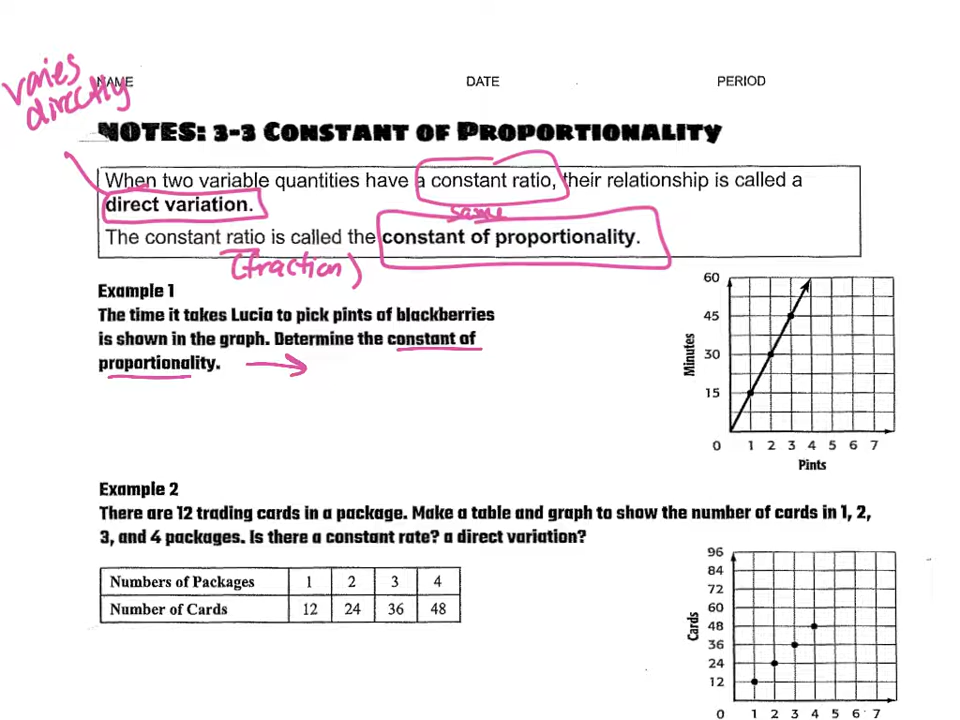 varies
directly
NAME DATE PERIOD
NOTES: 3-3 CONSTANT OF PROPORTIONALITY
When two variable quantities have a constant ratio, their relationship is called a
direct variation.
same
The constant ratio is called the constant of proportionality.
(fraction)
Example 1
The time it takes Lucia to pick pints of blackberries
is shown in the graph. Determine the constant of
proportionality.
60
45
30
15
0 1 2 3 4 5 6 7
Minutes
Pints
Example 2
There are 12 trading cards in a package. Make a table and graph to show the number of cards in 1, 2,
3, and 4 packages. Is there a constant rate? a direct variation?
Numbers of Packages 1 2 3 4
Number of Cards 12 24 36 48
96
84
72
60
48
36
24
12
0 1 2 3 4 5 6 7
Cards